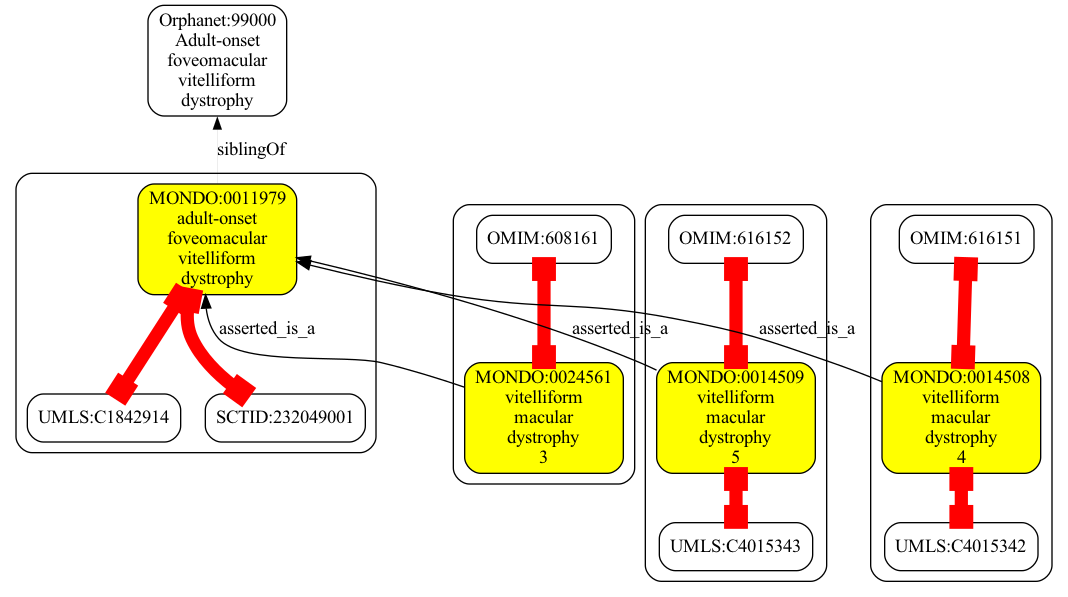 Orphanet:99000
Adult-onset
foveomacular
vitelliform
dystrophy
siblingOf
MONDO:0011979
adult-onset
foveomacular
vitelliform
dystrophy
UMLS:C1842914
SCTID:232049001
asserted_is_a
OMIM:608161
MONDO:0024561
vitelliform
macular
dystrophy
3
asserted_is_a
OMIM:616152
MONDO:0014509
vitelliform
macular
dystrophy
5
UMLS:C4015343
asserted_is_a
OMIM:616151
MONDO:0014508
vitelliform
macular
dystrophy
4
UMLS:C4015342